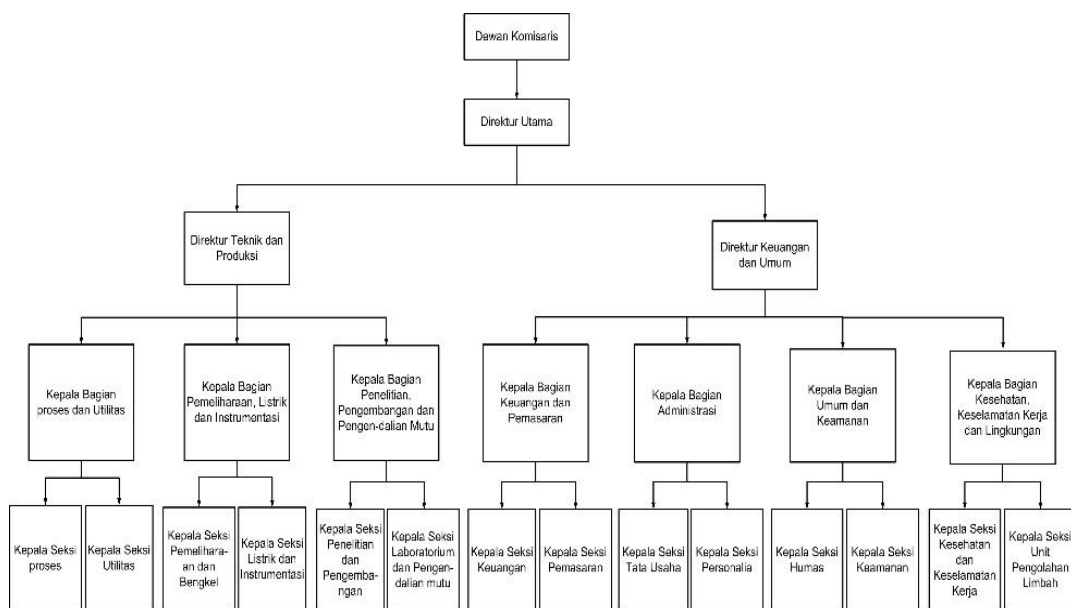 Dewan Komisaris
Direktur Utama
Direktur Teknik dan
Produksi
Direktur Keuangan
dan Umum
Kepala Bagian
proses dan Utilitas
Kepala Bagian
Pemeliharaan, Listrik
dan Instrumentasi
Kepala Bagian
Penelitian,
Pengembangan dan
Pengen-dalian Mutu
Kepala Bagian
Keuangan dan
Pemasaran
Kepala Bagian
Administrasi
Kepala Bagian
Umum dan
Keamanan
Kepala Bagian
Kesehatan,
Keselamatan Kerja
dan Lingkungan
Kepala Seksi
proses
Kepala Seksi
Utilitas
Kepala Seksi
Pemelihara-
an dan
Bengkel
Kepala Seksi
Listrik dan
Instrumentasi
Kepala Seksi
Penelitian
dan
Pengemba-
ngan
Kepala Seksi
Laboratorium
dan Pengen-
dalian mutu
Kepala Seksi
Keuangan
Kepala Seksi
Pemasaran
Kepala Seksi
Tata Usaha
Kepala Seksi
Personalia
Kepala Seksi
Humas
Kepala Seksi
Keamanan
Kepala Seksi
Kesehatan
dan
Keselamatan
Kerja
Kepala Seksi
Unit
Pengolahan
Limbah